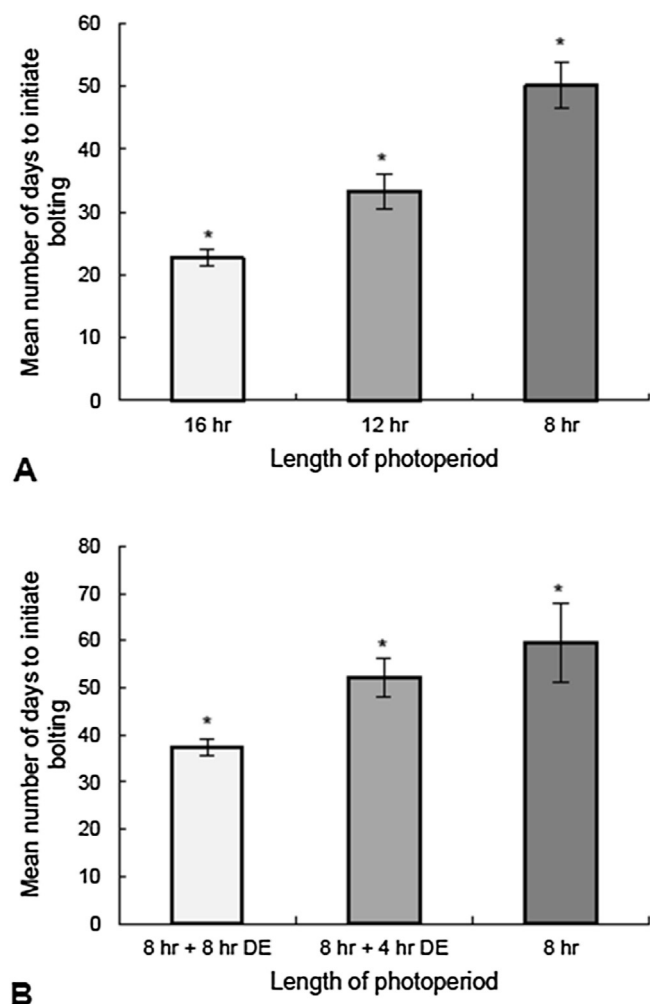 60
50
40
30
20
10
0
Mean number of days to initiate
bolting
*
*
*
16 hr
12 hr
8 hr
Length of photoperiod
A
80
70
60
50
40
30
20
10
0
Mean number of days to initiate
bolting
*
*
*
8 hr + 8 hr DE
8 hr + 4 hr DE
8 hr
Length of photoperiod
B